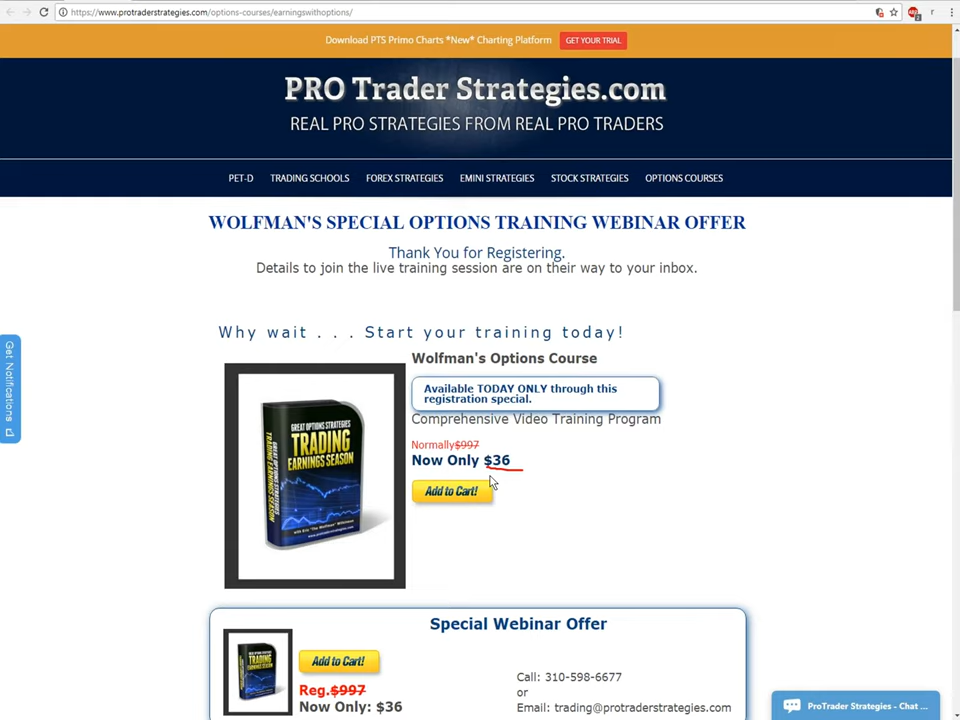 https://www.protraderstrategies.com/options-courses/earningswithoptions/
Download PTS Primo Charts *New* Charting Platform GET YOUR TRIAL
PRO Trader Strategies.com
REAL PRO STRATEGIES FROM REAL PRO TRADERS
PET-D TRADING SCHOOLS FOREX STRATEGIES EMINI STRATEGIES STOCK STRATEGIES OPTIONS COURSES
WOLFMAN'S SPECIAL OPTIONS TRAINING WEBINAR OFFER
Thank You for Registering.
Details to join the live training session are on their way to your inbox.
Get Notifications
Why wait . . . Start your training today!
GREAT OPTIONS STRATEGIES
TRADING
EARNINGS SEASON
TRADING EARNINGS SEASON
Wolfman's Options Course
Available TODAY ONLY through this
registration special.
Comprehensive Video Training Program
Normally$997
Now Only $36
Add to Cart!
Special Webinar Offer
TRADING
EARNINGS SEASON
Add to Cart!
Reg.$997
Now Only: $36
Call: 310-598-6677
or
Email: trading@protraderstrategies.com
ProTrader Strategies - Chat ...